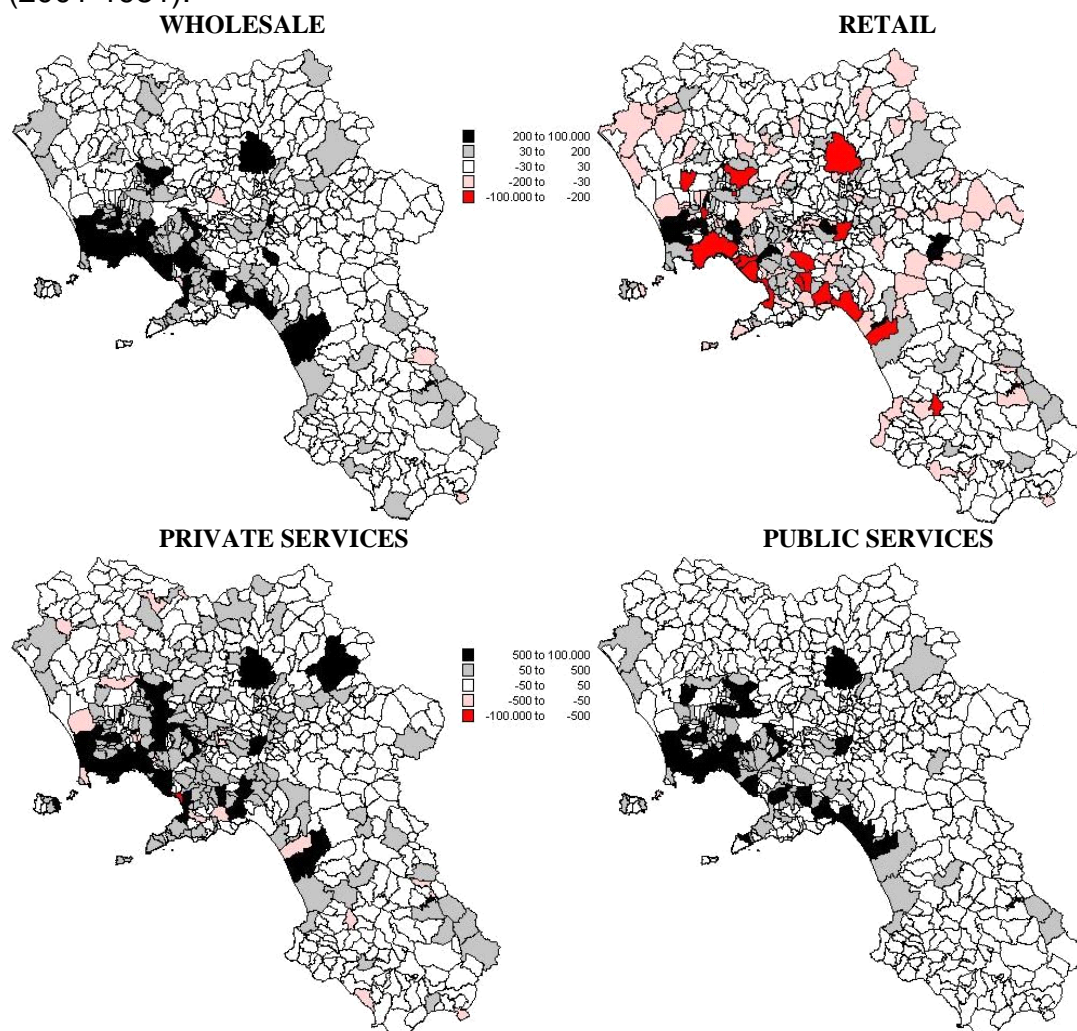 WHOLESALE
RETAIL
200 to 100.000
30 to 200
-30 to 30
-200 to -30
-100.000 to -200
PRIVATE SERVICES
PUBLIC SERVICES
500 to 100.000
50 to 500
-50 to 50
-500 to -50
-100.000 to -500